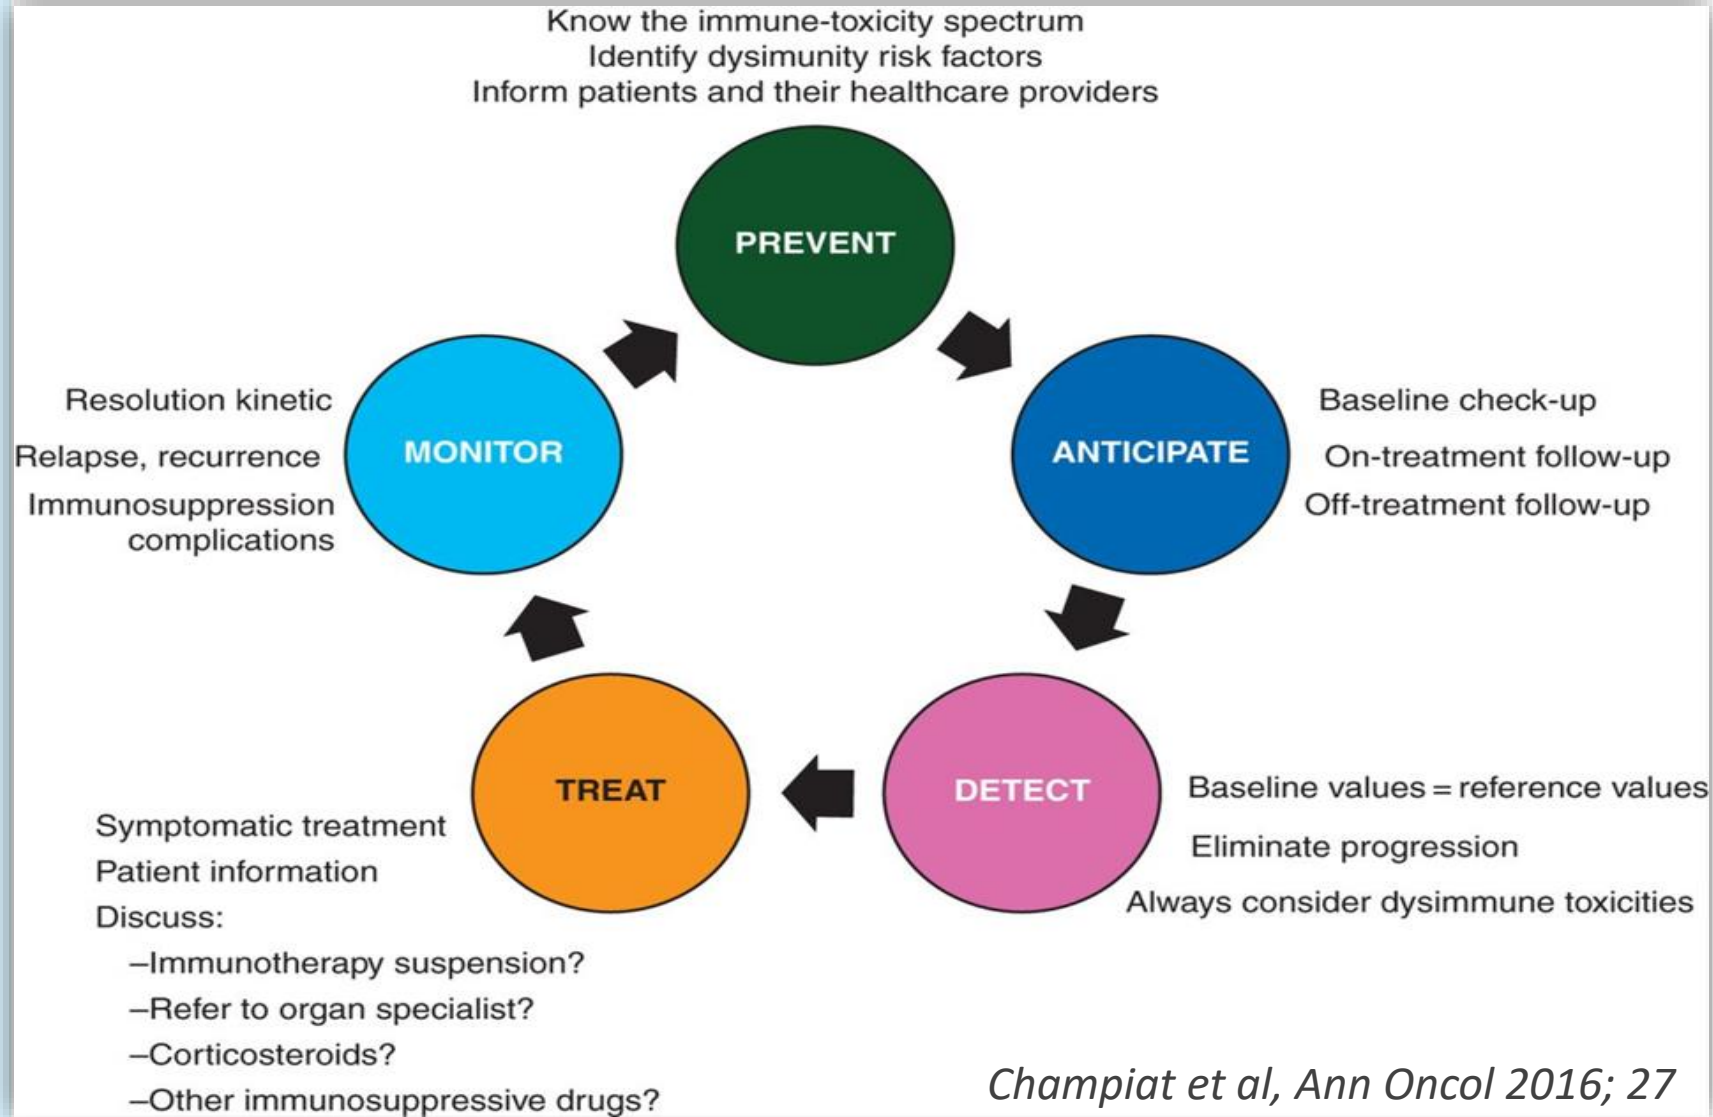 Know the immune-toxicity spectrum
Identify dysimunity risk factors
Inform patients and their healthcare providers
PREVENT
ANTICIPATE
Baseline check-up
On-treatment follow-up
Off-treatment follow-up
DETECT
Baseline values = reference values
Eliminate progression
Always consider dysimmune toxicities
TREAT
Symptomatic treatment
Patient information
Discuss:
–Immunotherapy suspension?
–Refer to organ specialist?
–Corticosteroids?
–Other immunosuppressive drugs?
MONITOR
Resolution kinetic
Relapse, recurrence
Immunosuppression
complications
Champiat et al, Ann Oncol 2016; 27